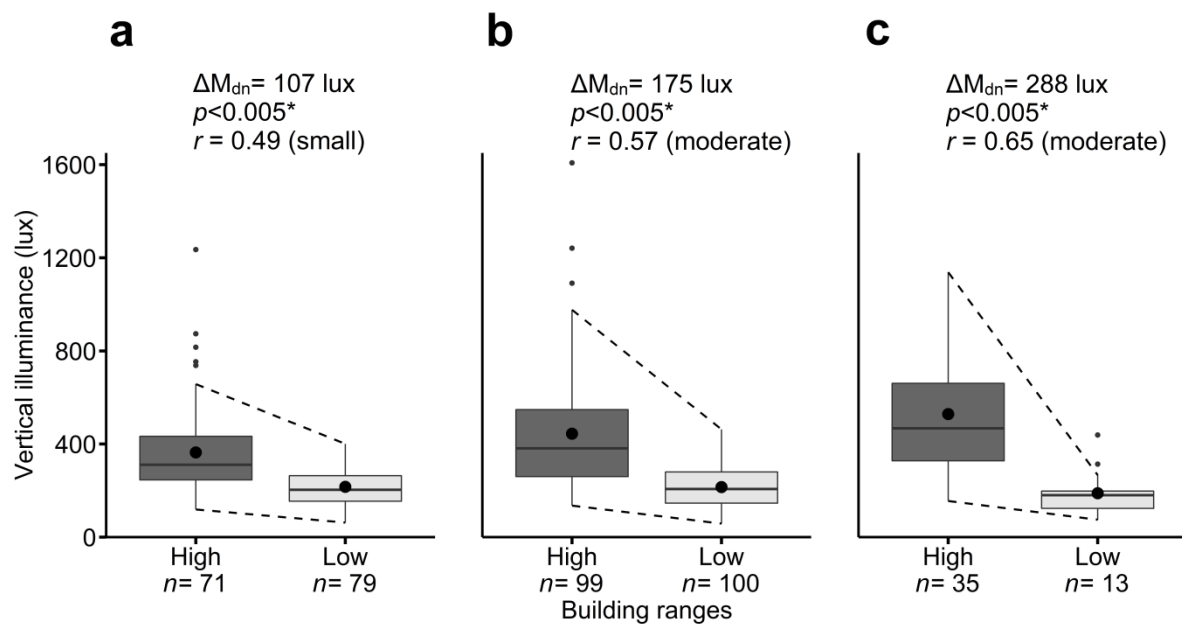 a
b
c
ΔMdn= 107 lux
p<0.005*
r = 0.49 (small)
ΔMdn= 175 lux
p<0.005*
r = 0.57 (moderate)
ΔMdn= 288 lux
p<0.005*
r = 0.65 (moderate)
Vertical illuminance (lux)
1600
1200
800
400
0
High
n= 71
Low
n= 79
High
n= 99
Low
n= 100
High
n= 35
Low
n= 13
Building ranges